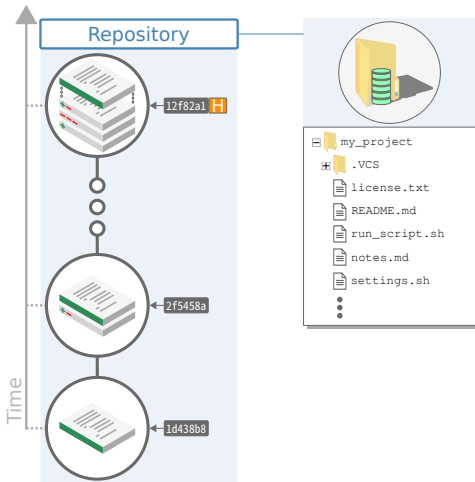 Repository
12f82a1 H
2f5458a
1d438b8
Time
my_project
.VCS
license.txt
README.md
run_script.sh
notes.md
settings.sh